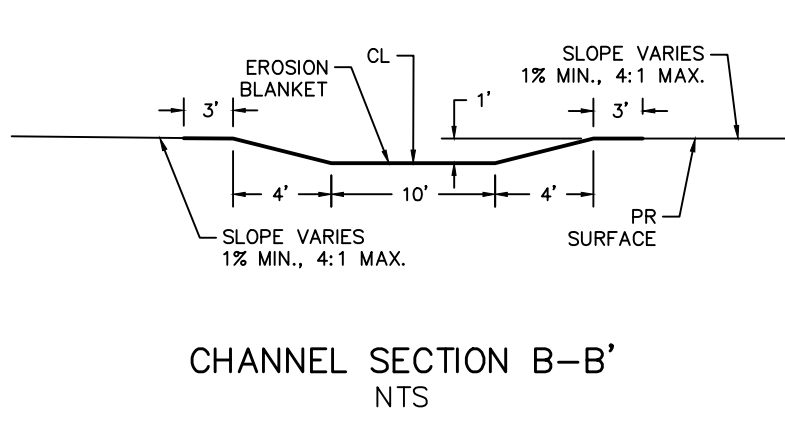 CL
EROSION
BLANKET
SLOPE VARIES
1% MIN., 4:1 MAX.
3'
1'
3'
4'
10'
4'
PR
SURFACE
SLOPE VARIES
1% MIN., 4:1 MAX.
CHANNEL SECTION B-B'
NTS